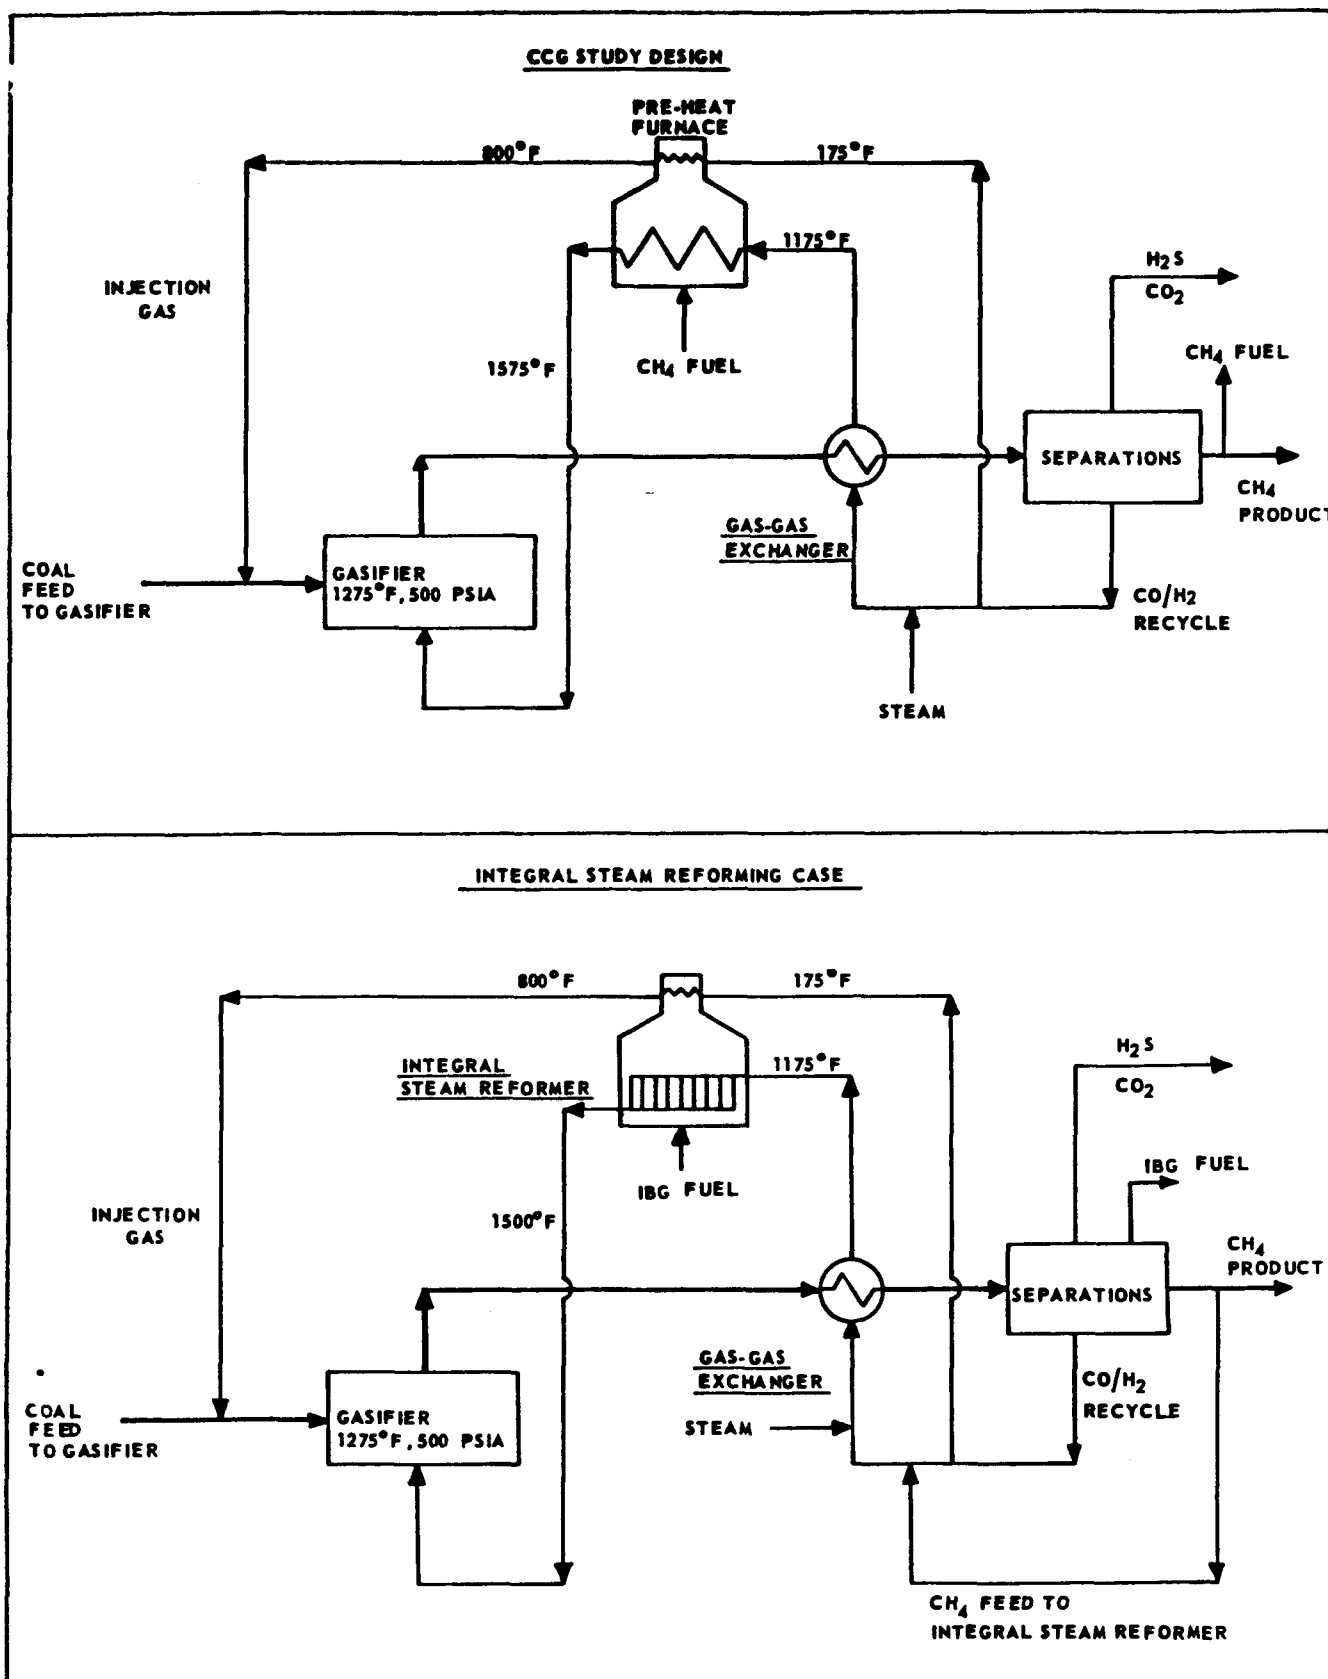 CCG STUDY DESIGN
PRE-HEAT
FURNACE
800°F
175°F
1175°F
H2S
CO2
INJECTION
GAS
1575°F
CH4 FUEL
CH4 FUEL
SEPARATIONS
CH4
PRODUCT
GAS-GAS
EXCHANGER
COAL
FEED
TO GASIFIER
GASIFIER
1275°F, 500 PSIA
CO/H2
RECYCLE
STEAM
INTEGRAL STEAM REFORMING CASE
800°F
175°F
INTEGRAL
STEAM REFORMER
1175°F
H2S
CO2
IBG FUEL
IBG FUEL
INJECTION
GAS
1500°F
CH4
PRODUCT
SEPARATIONS
GAS-GAS
EXCHANGER
CO/H2
RECYCLE
COAL
FEED
TO GASIFIER
GASIFIER
1275°F, 500 PSIA
STEAM
CH4 FEED TO
INTEGRAL STEAM REFORMER